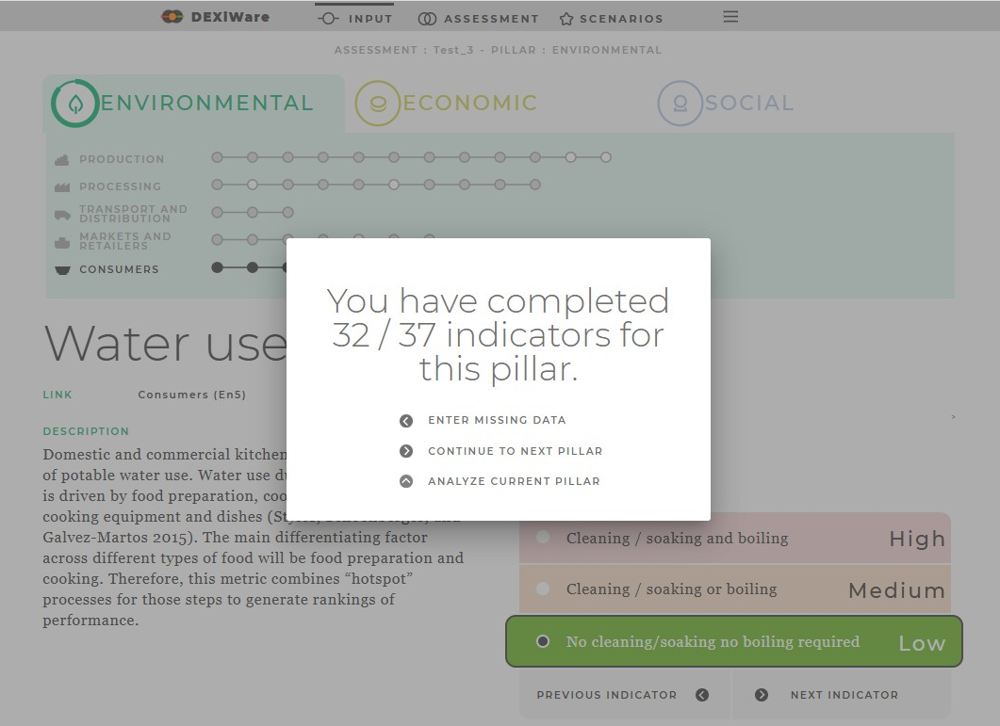 DEXiWare
INPUT
ASSESSMENT
SCENARIOS
ASSESSMENT : Test_3 - PILLAR : ENVIRONMENTAL
ENVIRONMENTAL
ECONOMIC
SOCIAL
PRODUCTION
PROCESSING
TRANSPORT AND
DISTRIBUTION
MARKETS AND
RETAILERS
CONSUMERS
You have completed
32 / 37 indicators for
this pillar.
ENTER MISSING DATA
CONTINUE TO NEXT PILLAR
ANALYZE CURRENT PILLAR
Water use
LINK Consumers (En5)
DESCRIPTION
Domestic and commercial kitchen
of potable water use. Water use
is driven by food preparation,
cooking equipment and dishes
Galvez-Martos 2015). The main differentiating factor
across different types of food will be food preparation and
cooking. Therefore, this metric combines “hotspot”
processes for those steps to generate rankings of
performance.
Cleaning / soaking and boiling High
Cleaning / soaking or boiling Medium
No cleaning/soaking no boiling required Low
PREVIOUS INDICATOR
NEXT INDICATOR